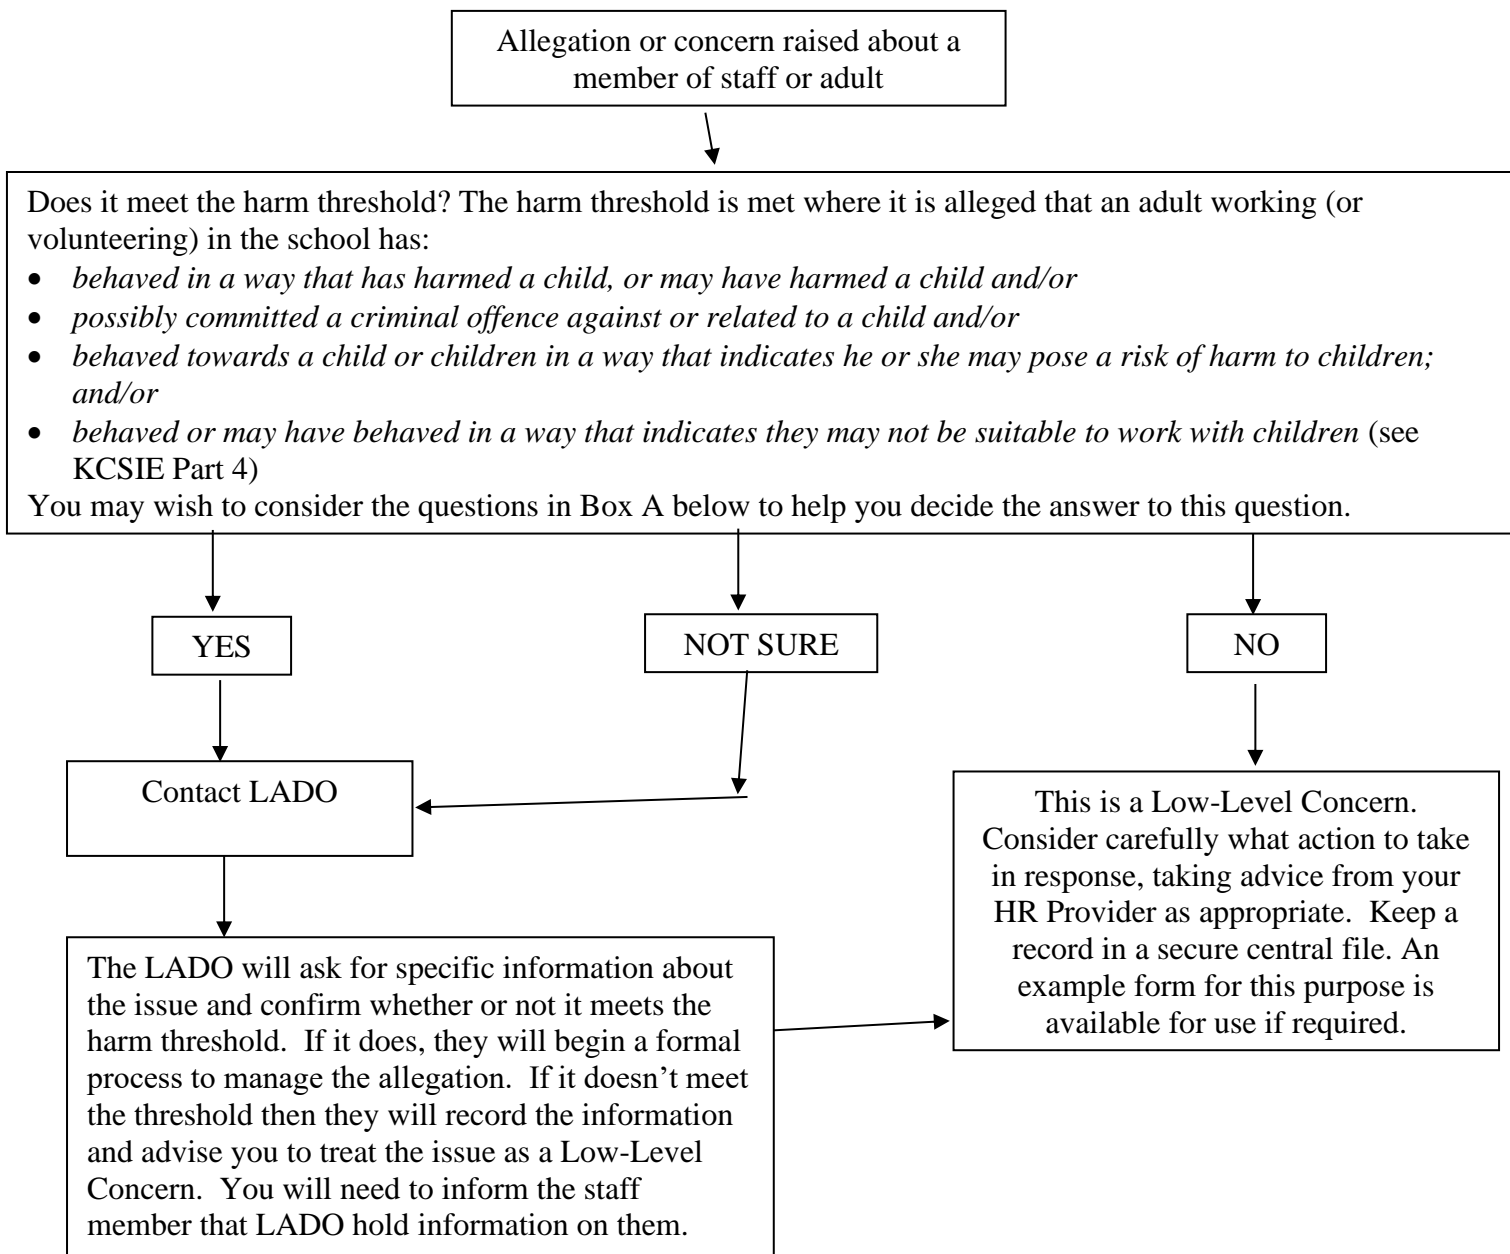 Allegation or concern raised about a
member of staff or adult
Does it meet the harm threshold? The harm threshold is met where it is alleged that an adult working (or
volunteering) in the school has:
• behaved in a way that has harmed a child, or may have harmed a child and/or
• possibly committed a criminal offence against or related to a child and/or
• behaved towards a child or children in a way that indicates he or she may pose a risk of harm to children;
and/or
• behaved or may have behaved in a way that indicates they may not be suitable to work with children (see
KCSIE Part 4)
You may wish to consider the questions in Box A below to help you decide the answer to this question.
YES
NOT SURE
NO
Contact LADO
This is a Low-Level Concern.
Consider carefully what action to take
in response, taking advice from your
HR Provider as appropriate.  Keep a
record in a secure central file. An
example form for this purpose is
available for use if required.
The LADO will ask for specific information about
the issue and confirm whether or not it meets the
harm threshold.  If it does, they will begin a formal
process to manage the allegation.  If it doesn’t meet
the threshold then they will record the information
and advise you to treat the issue as a Low-Level
Concern.  You will need to inform the staff
member that LADO hold information on them.